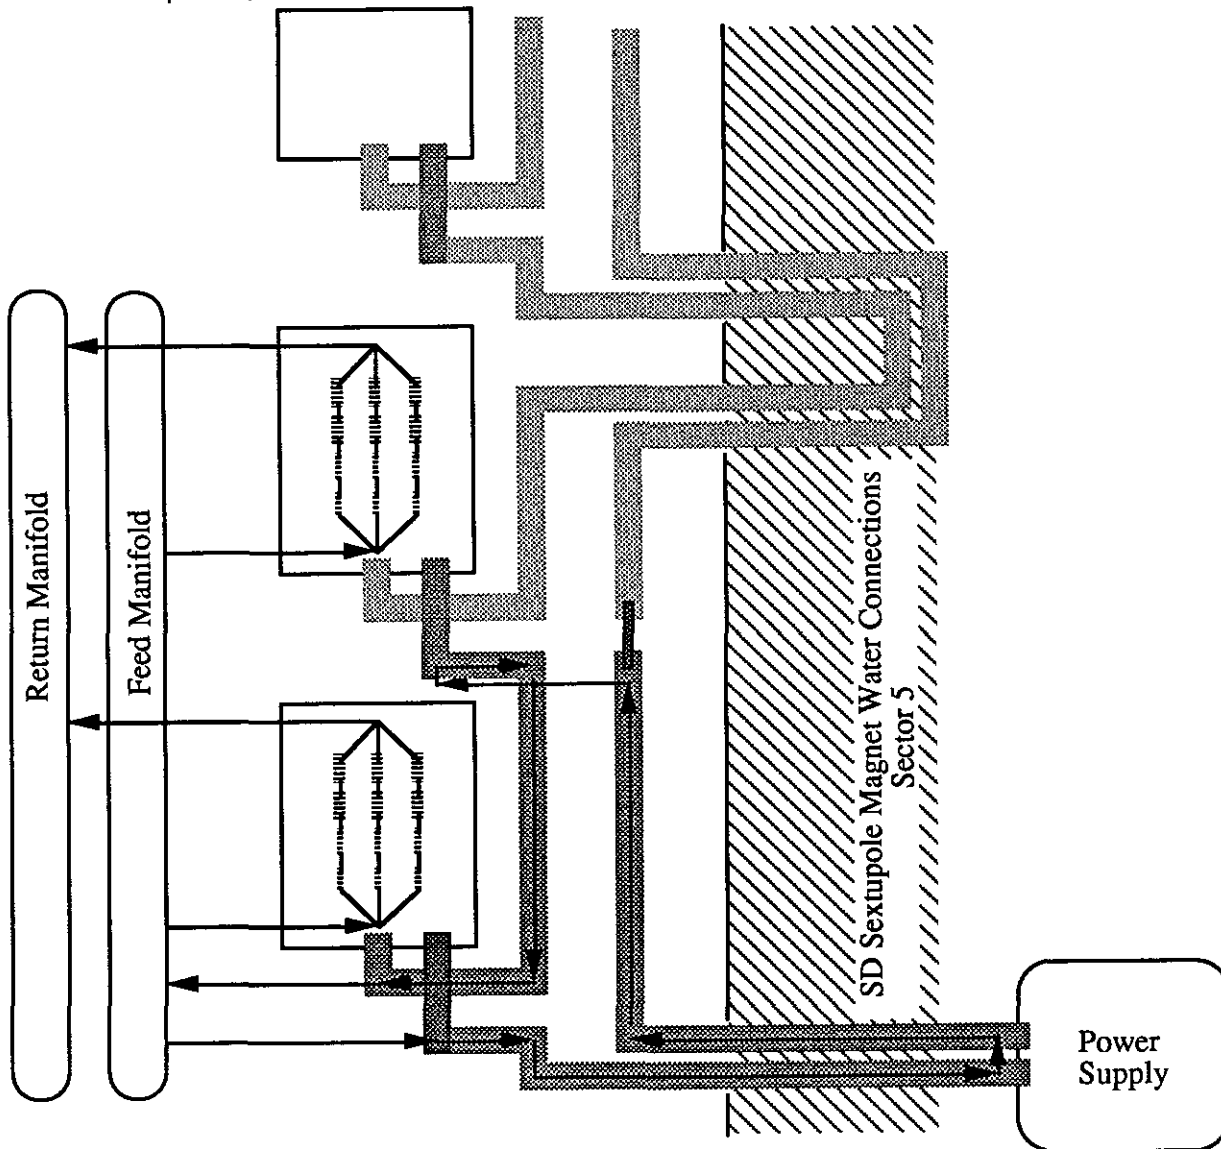 Return Manifold
Feed Manifold
SD Sextupole Magnet Water Connections
Sector 5
Power
Supply